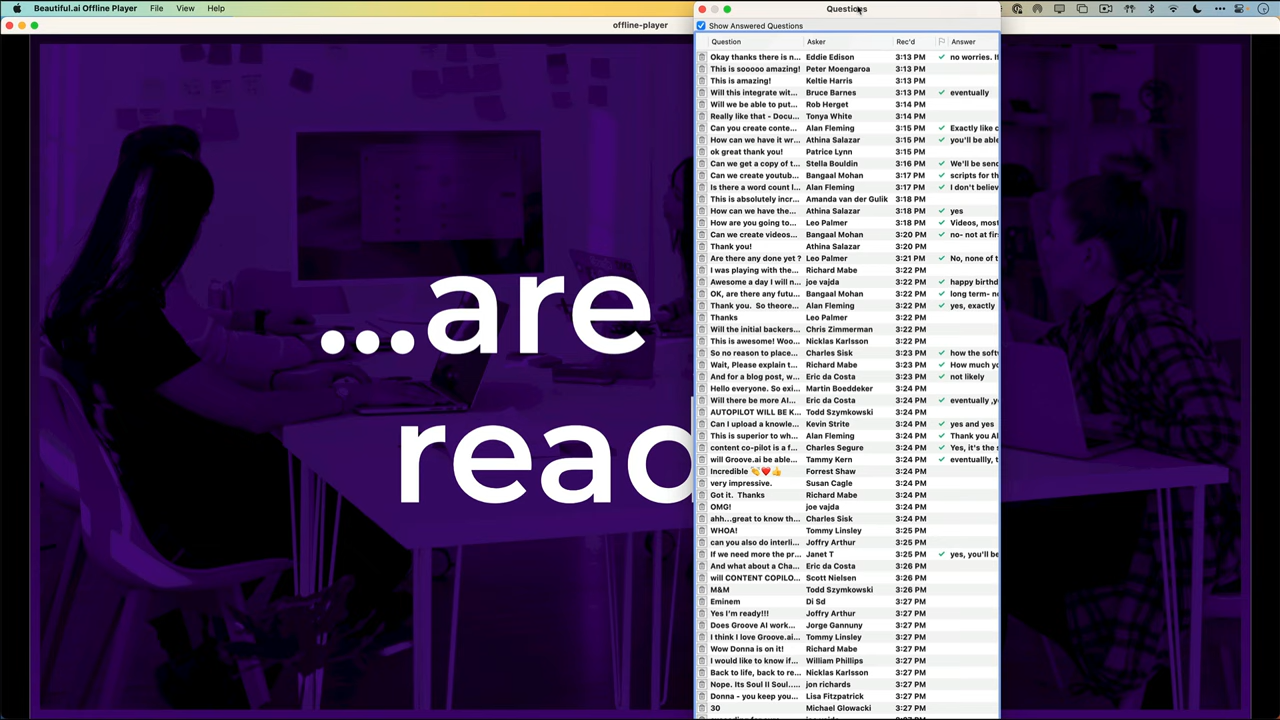 Beautiful.ai Offline Player File View Help
offline-player
Questions
Show Answered Questions
Question Asker Rec'd Answer
Okay thanks there is n... Eddie Edison 3:13 PM no worries. If
This is sooooo amazing! Peter Moengaroa 3:13 PM
This is amazing! Keltie Harris 3:13 PM
Will this integrate wit... Bruce Barnes 3:13 PM eventually
Will we be able to put... Rob Herget 3:14 PM
Really like that - Docu... Tonya White 3:14 PM
Can you create conte... Alan Fleming 3:15 PM Exactly like c
How can we have it wr... Athina Salazar 3:15 PM you'll be able
ok great thank you! Patrice Lynn 3:15 PM
Can we get a copy of t... Stella Bouldin 3:16 PM We'll be send
Can we create youtub... Bangaal Mohan 3:17 PM scripts for th
Is there a word count l... Alan Fleming 3:17 PM I don't believ
This is absolutely incr... Amanda van der Gulik 3:18 PM
How can we have the... Athina Salazar 3:18 PM yes
How are you going to... Leo Palmer 3:18 PM Videos, most
Can we create videos... Bangaal Mohan 3:20 PM no- not at firs
Thank you! Athina Salazar 3:20 PM
Are there any done yet ? Leo Palmer 3:21 PM No, none of t
I was playing with the... Richard Mabe 3:22 PM
Awesome a day I will n... joe vajda 3:22 PM happy birthd
OK, are there any futu... Bangaal Mohan 3:22 PM long term- n
Thank you. So theore... Alan Fleming 3:22 PM yes, exactly
Thanks Leo Palmer 3:22 PM
Will the initial backers... Chris Zimmerman 3:22 PM
This is awesome! Woo... Nicklas Karlsson 3:22 PM
So no reason to place... Charles Sisk 3:23 PM how the soft
Wait, Please explain t... Richard Mabe 3:23 PM How much yo
And for a blog post, w... Eric da Costa 3:23 PM not likely
Hello everyone. So exi... Martin Boeddeker 3:24 PM
Will there be more AI... Eric da Costa 3:24 PM eventually ,y
AUTOPILOT WILL BE K... Todd Szymkowski 3:24 PM
Can I upload a knowle... Kevin Strite 3:24 PM yes and yes
This is superior to wh... Alan Fleming 3:24 PM Thank you Al
content co-pilot is a f... Charles Segure 3:24 PM Yes, it's the
will Groove.ai be able... Tammy Kern 3:24 PM eventuallly, t
Incredible 👏❤️👍 Forrest Shaw 3:24 PM
very impressive. Susan Cagle 3:24 PM
Got it. Thanks Richard Mabe 3:24 PM
OMG! joe vajda 3:24 PM
ahh...great to know th... Charles Sisk 3:24 PM
WHOA! Tommy Linsley 3:25 PM
can you also do interli... Joffry Arthur 3:25 PM
If we need more the pr... Janet T 3:25 PM yes, you'll be
And what about a Cha... Eric da Costa 3:26 PM
will CONTENT COPILO... Scott Nielsen 3:26 PM
M&M Todd Szymkowski 3:26 PM
Eminem Di Sd 3:27 PM
Yes I'm ready!!! Joffry Arthur 3:27 PM
Does Groove AI work... Jorge Gannuny 3:27 PM
I think I love Groove.ai... Tommy Linsley 3:27 PM
Wow Donna is on it! Richard Mabe 3:27 PM
I would like to know if... William Phillips 3:27 PM
Back to life, back to re... Nicklas Karlsson 3:27 PM
Nope. Its Soul II Soul..... jon richards 3:27 PM
Donna - you keep you... Lisa Fitzpatrick 3:27 PM
30 Michael Glowacki 3:27 PM
...are
read